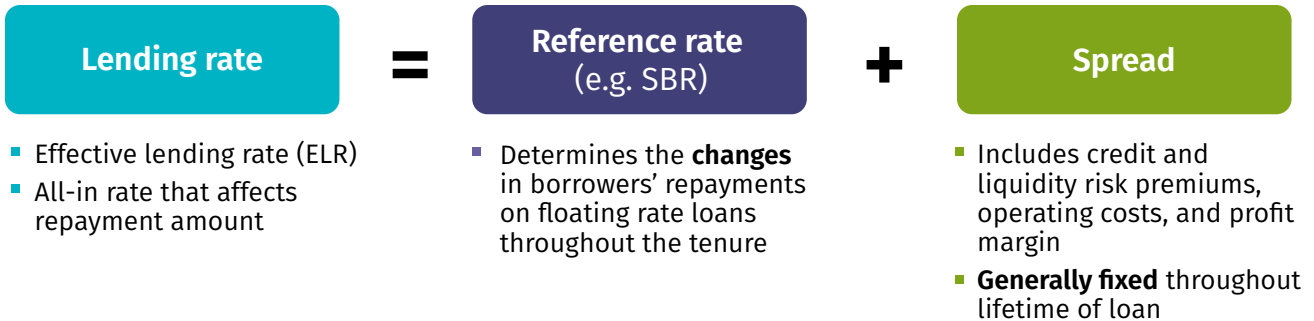 Lending rate
=
Reference rate
(e.g. SBR)
+
Spread
▪ Effective lending rate (ELR)
▪ All-in rate that affects
repayment amount
▪ Determines the changes
in borrowers’ repayments
on floating rate loans
throughout the tenure
▪ Includes credit and
liquidity risk premiums,
operating costs, and profit
margin
▪ Generally fixed throughout
lifetime of loan